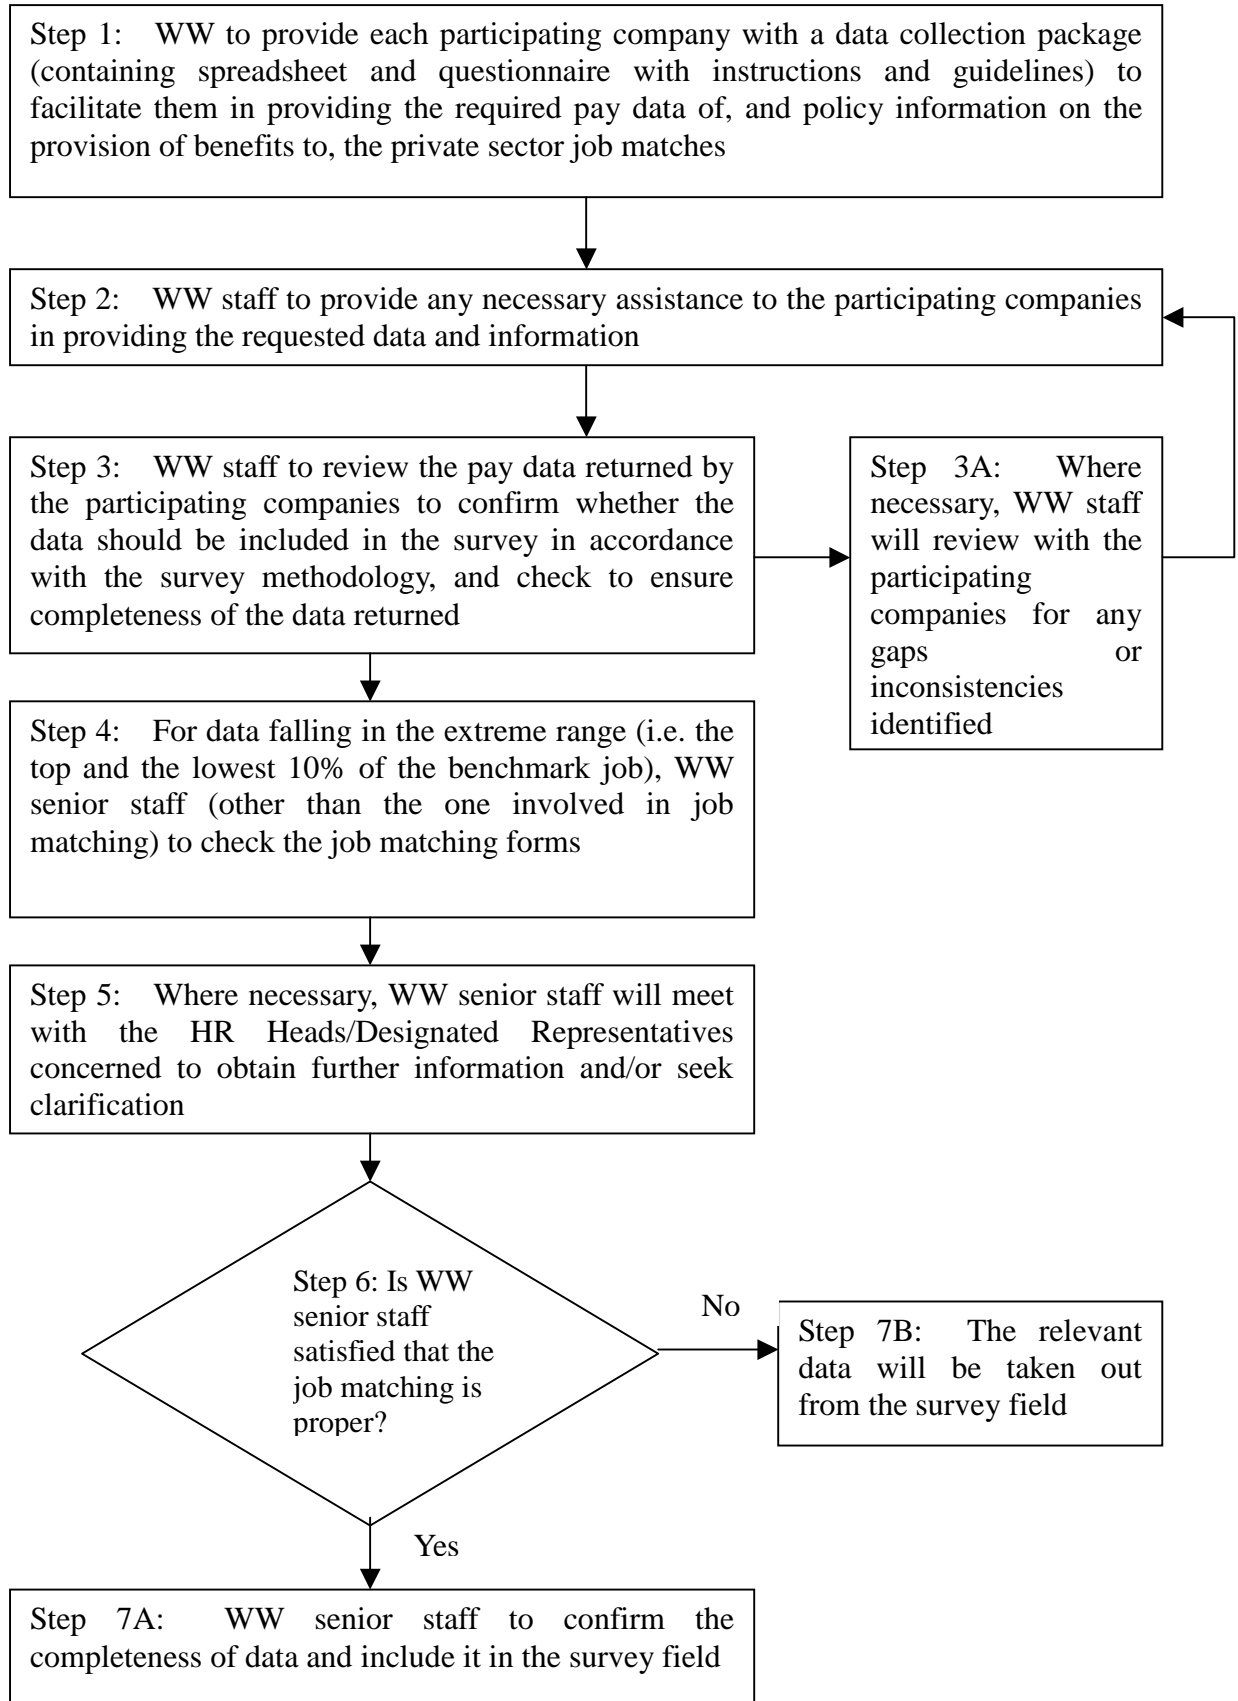 Step 1: WW to provide each participating company with a data collection package
(containing spreadsheet and questionnaire with instructions and guidelines) to
facilitate them in providing the required pay data of, and policy information on the
provision of benefits to, the private sector job matches
Step 2: WW staff to provide any necessary assistance to the participating companies
in providing the requested data and information
Step 3: WW staff to review the pay data returned by
the participating companies to confirm whether the
data should be included in the survey in accordance
with the survey methodology, and check to ensure
completeness of the data returned
Step 3A: Where
necessary, WW staff
will review with the
participating
companies for any
gaps or
inconsistencies
identified
Step 4: For data falling in the extreme range (i.e. the
top and the lowest 10% of the benchmark job), WW
senior staff (other than the one involved in job
matching) to check the job matching forms
Step 5: Where necessary, WW senior staff will meet
with the HR Heads/Designated Representatives
concerned to obtain further information and/or seek
clarification
Step 6: Is WW
senior staff
satisfied that the
job matching is
proper?
No
Step 7B: The relevant
data will be taken out
from the survey field
Yes
Step 7A: WW senior staff to confirm the
completeness of data and include it in the survey field